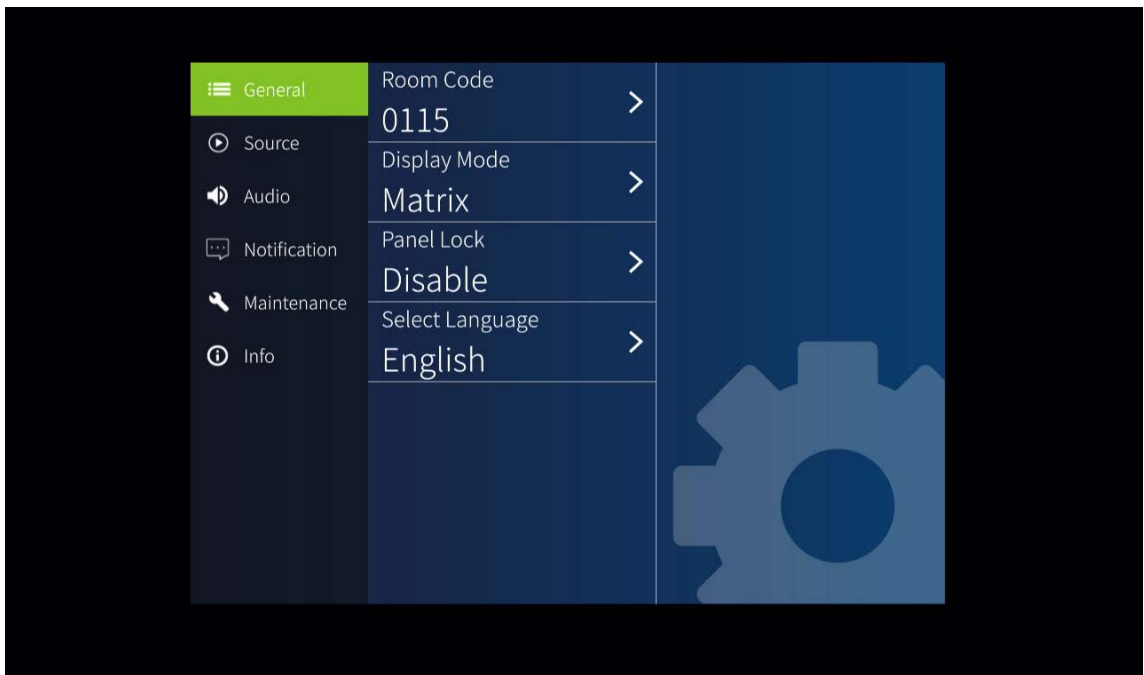 General
Source
Audio
Notification
Maintenance
Info
Room Code
0115
Display Mode
Matrix
Panel Lock
Disable
Select Language
English